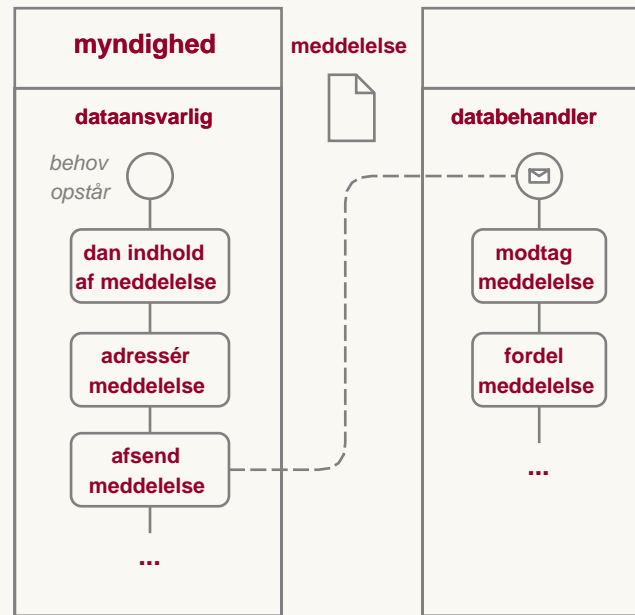 myndighed
meddelelse
dataansvarlig
behov
opstår
dan indhold
af meddelelse
adressér
meddelelse
afsend
meddelelse
...
databehandler
modtag
meddelelse
fordel
meddelelse
...